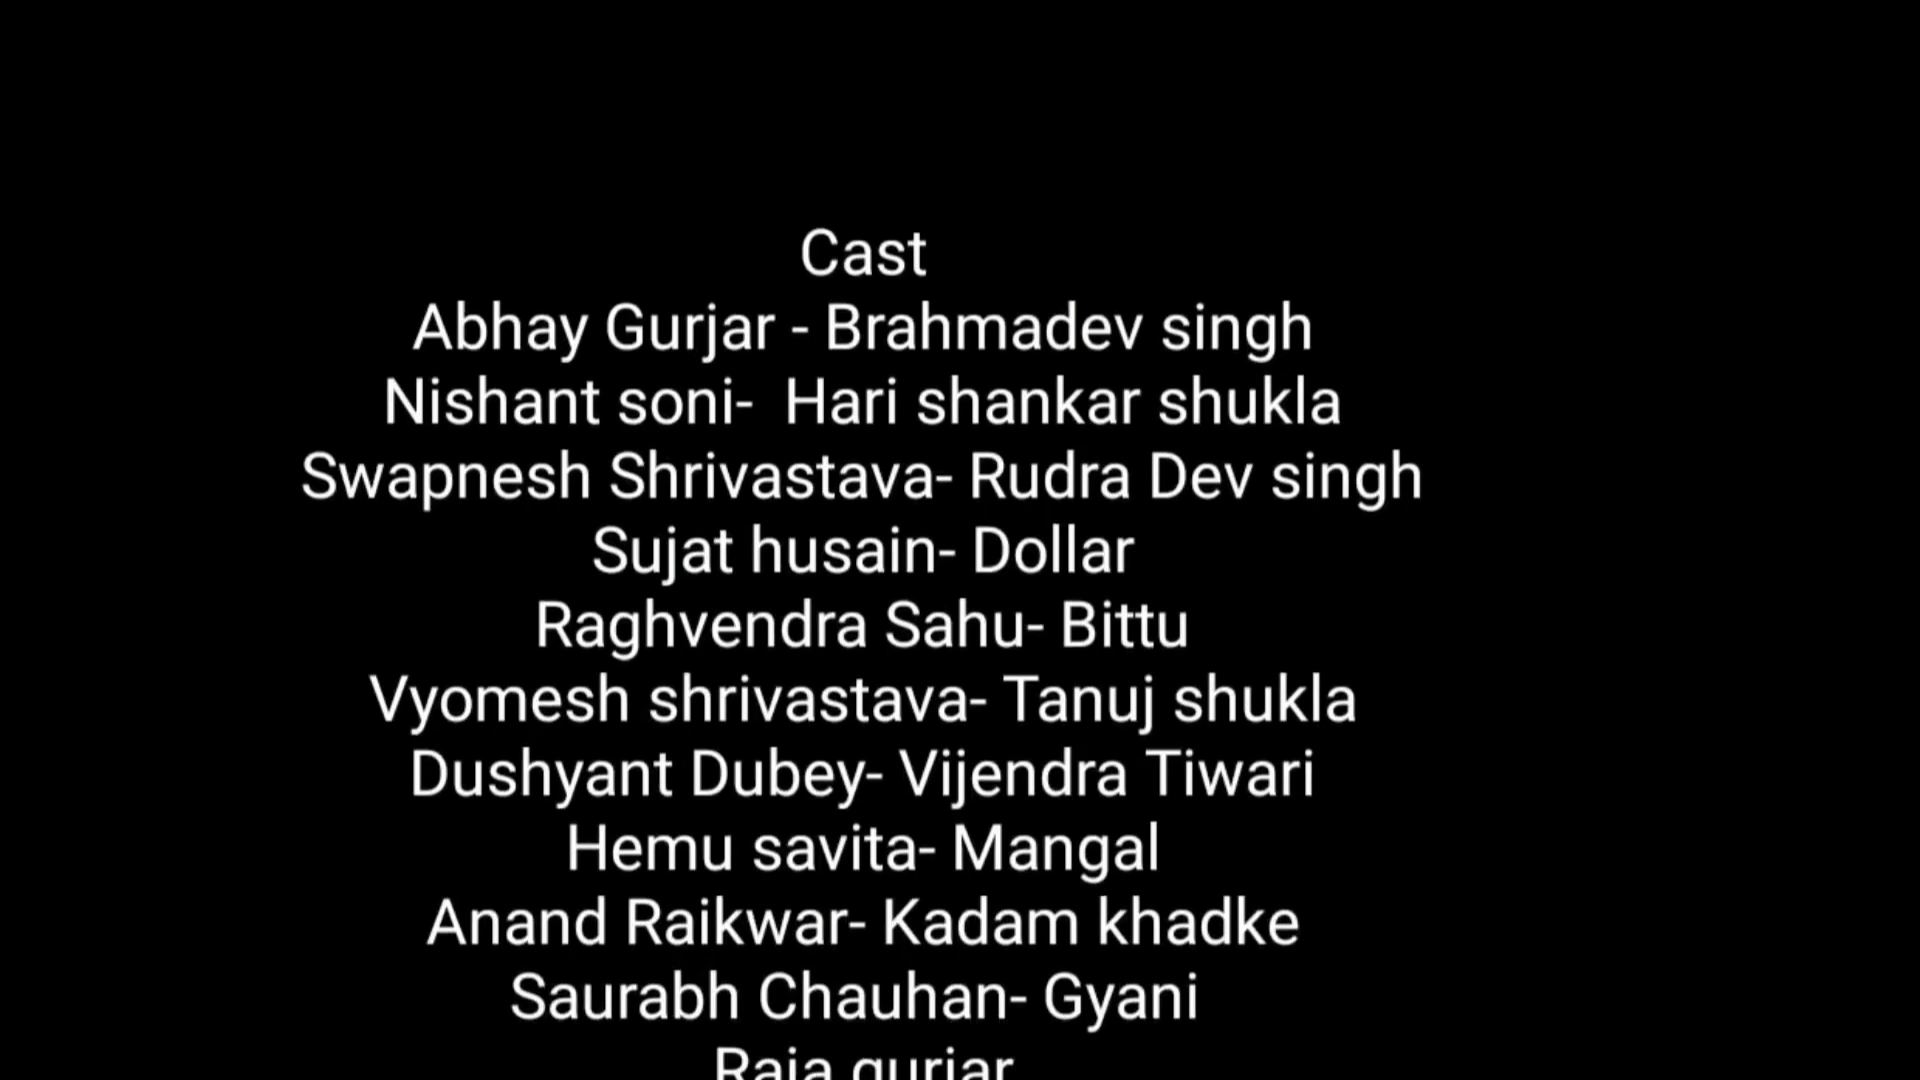 Cast
Abhay Gurjar - Brahmadev singh
Nishant soni-  Hari shankar shukla
Swapnesh Shrivastava- Rudra Dev singh
Sujat husain- Dollar
Raghvendra Sahu- Bittu
Vyomesh shrivastava- Tanuj shukla
Dushyant Dubey- Vijendra Tiwari
Hemu savita- Mangal
Anand Raikwar- Kadam khadke
Saurabh Chauhan- Gyani
Raja gurjar